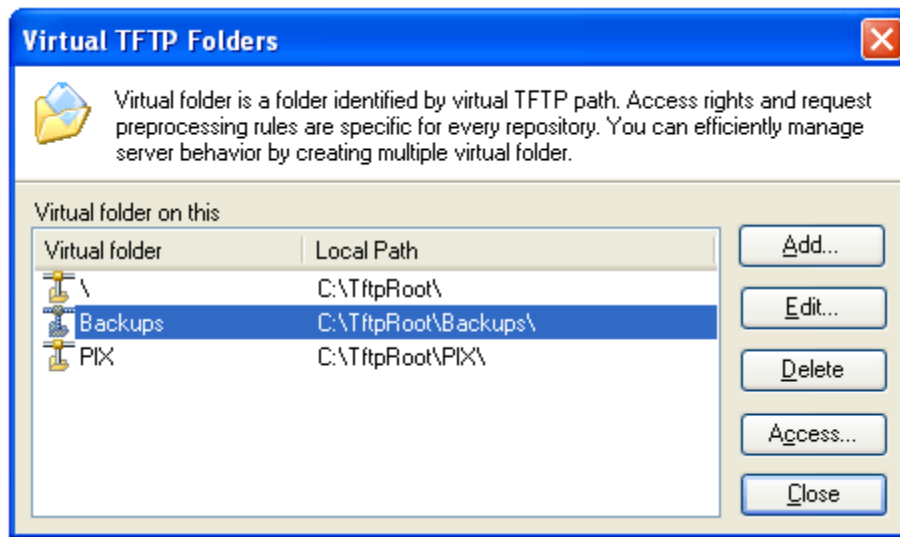 Virtual TFTP Folders
Virtual folder is a folder identified by virtual TFTP path. Access rights and request
preprocessing rules are specific for every repository. You can efficiently manage
server behavior by creating multiple virtual folder.
Virtual folder on this
Virtual folder Local Path
\ C:\TftpRoot\
Backups C:\TftpRoot\Backups\
PIX C:\TftpRoot\PIX\
Add...
Edit...
Delete
Access...
Close